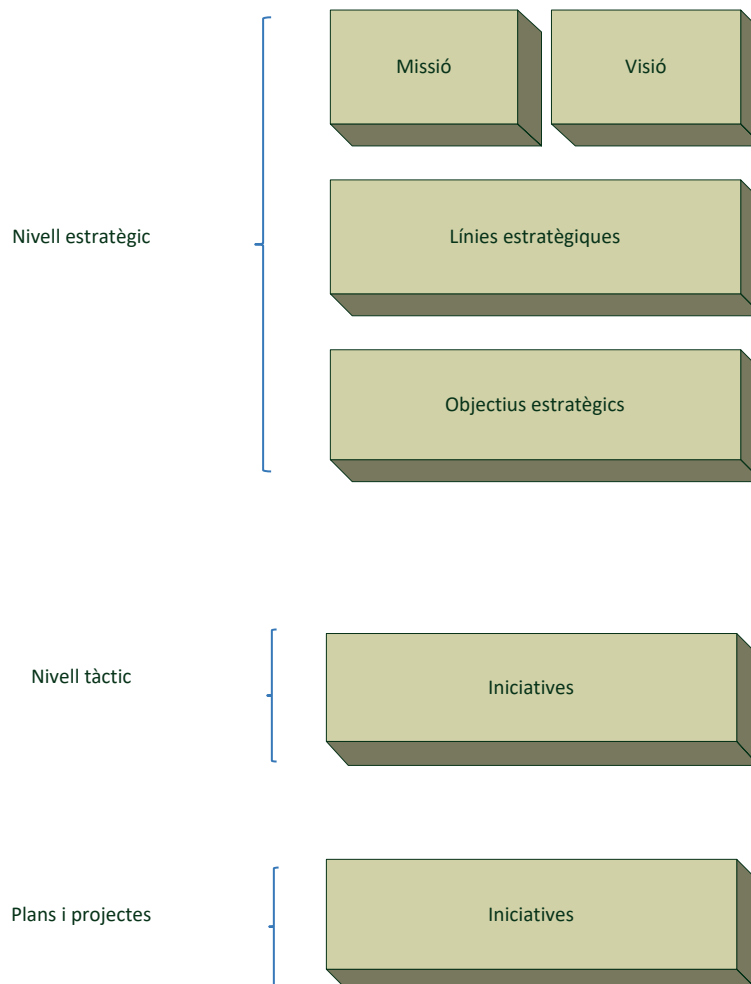 Missió
Visió
Nivell estratègic
Línies estratègiques
Objectius estratègics
Nivell tàctic
Iniciatives
Plans i projectes
Iniciatives